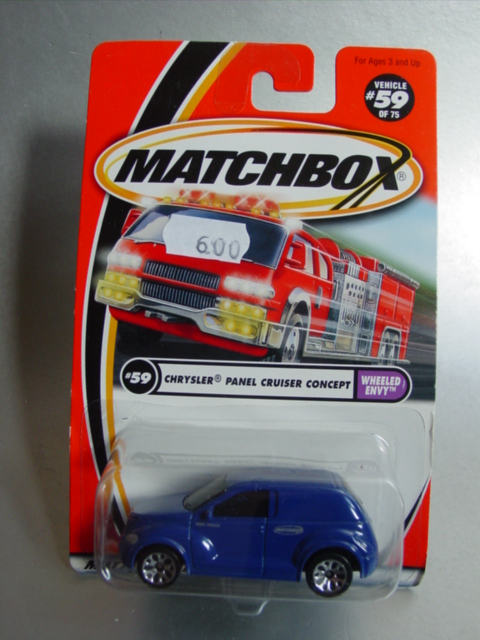 For Ages 3 and Up
VEHICLE
#59
OF 75
MATCHBOX®
6.00
#59 CHRYSLER® PANEL CRUISER CONCEPT
WHEELED
ENVY™